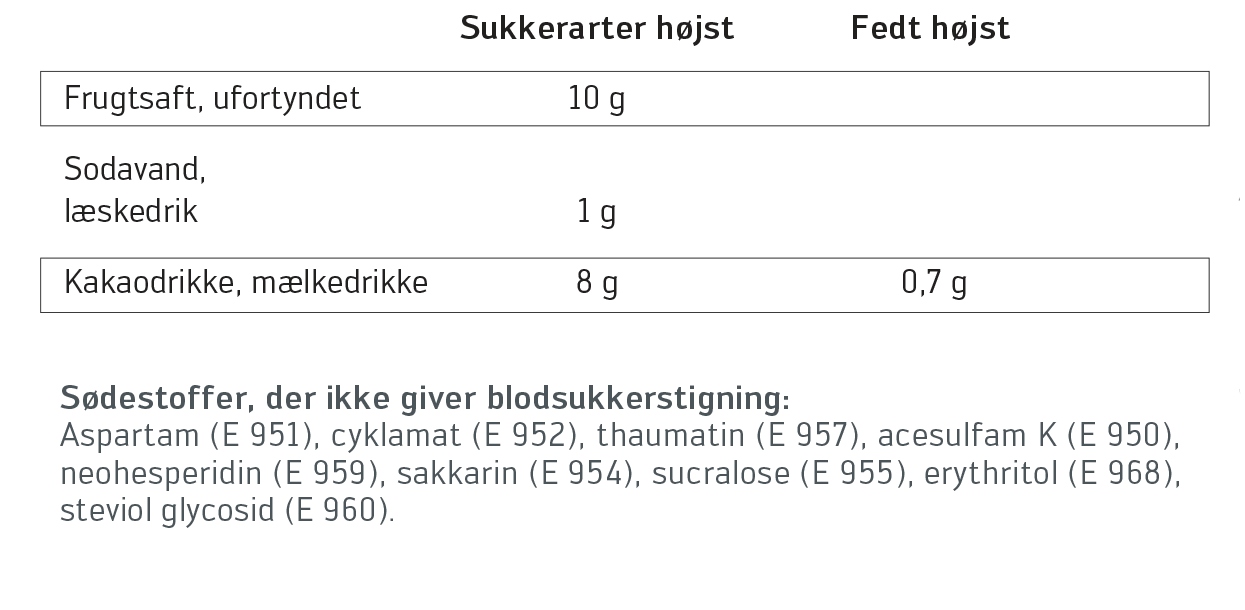 Sukkerarter højst Fedt højst
Frugtsaft, ufortyndet 10 g
Sodavand,
læskedrik 1 g
Kakaodrikke, mælkedrikke 8 g 0,7 g
Sødestoffer, der ikke giver blodsukkerstigning:
Aspartam (E 951), cyklamat (E 952), thaumatin (E 957), acesulfam K (E 950),
neohesperidin (E 959), sakkarin (E 954), sucralose (E 955), erythritol (E 968),
steviol glycosid (E 960).